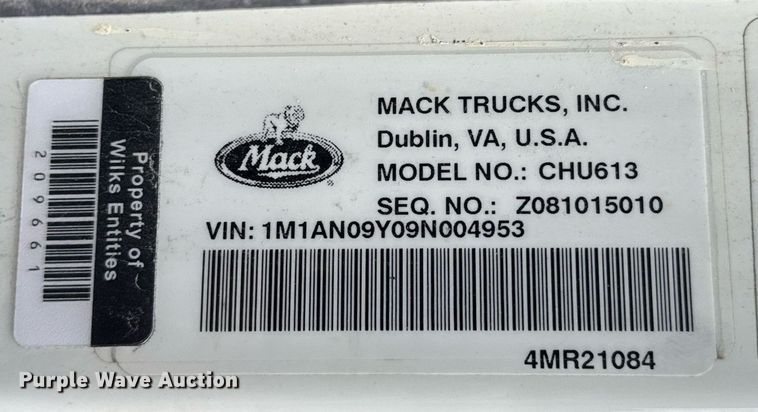 Property of
Wilks Entities
209661
Mack
®
MACK TRUCKS, INC.
Dublin, VA, U.S.A.
MODEL NO.: CHU613
SEQ. NO.: Z081015010
VIN: 1M1AN09Y09N004953
4MR21084
Purple Wave Auction